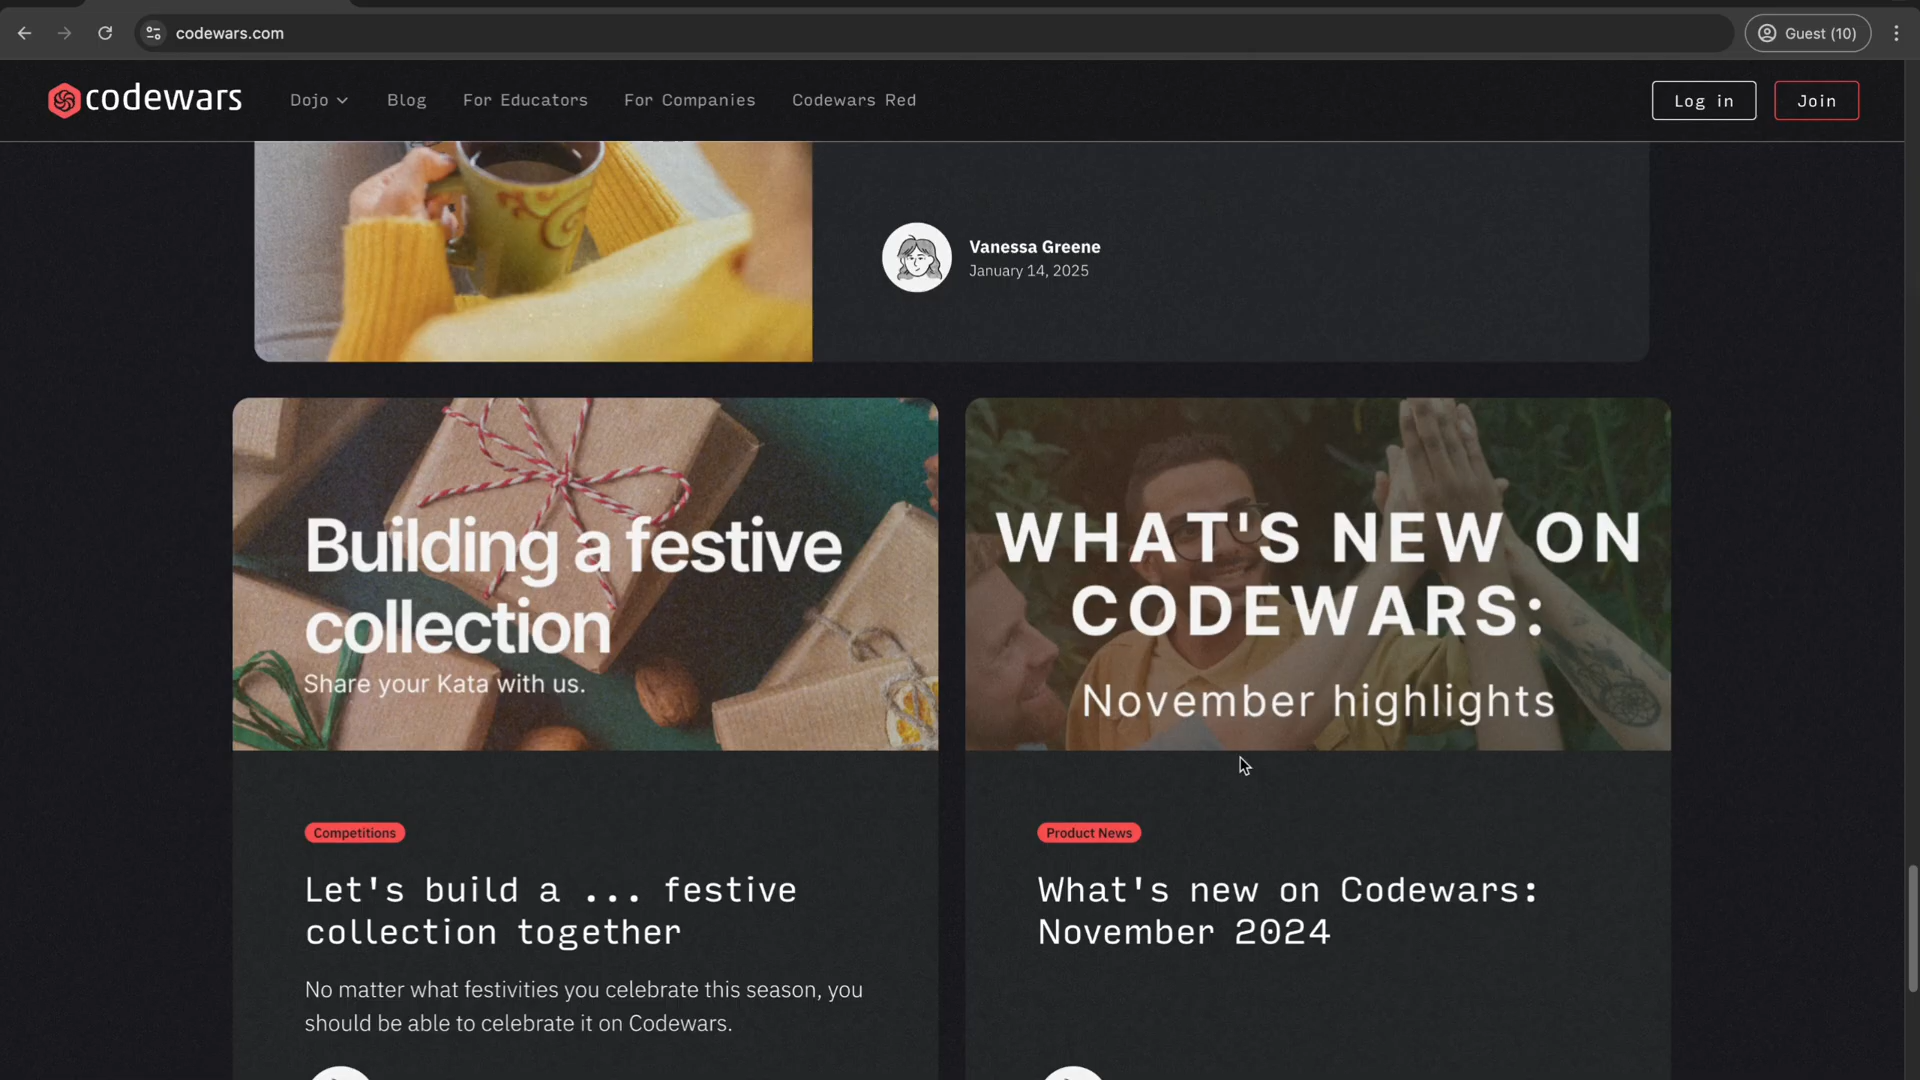 codewars.com
Guest (10)
codewars
Dojo
Blog
For Educators
For Companies
Codewars Red
Log in
Join
Vanessa Greene
January 14, 2025
Building a festive
collection
Share your Kata with us.
WHAT'S NEW ON
CODEWARS:
November highlights
Competitions
Let's build a ... festive
collection together
No matter what festivities you celebrate this season, you
should be able to celebrate it on Codewars.
Product News
What's new on Codewars:
November 2024